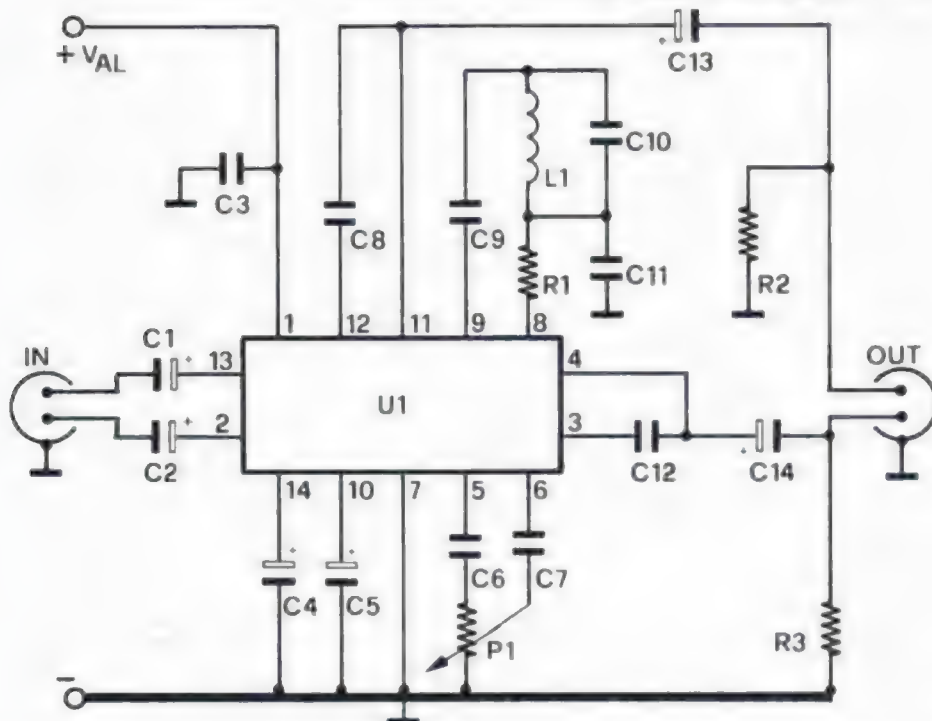 + VAL
C13
C10
L1
C3
C8
C9
C11
R1
R2
1 12 11 9 8
IN
C1
13
4
OUT
U1
2
3
C2
C12
C14
14 10 7 5 6
C6
C7
C4
C5
P1
R3
−